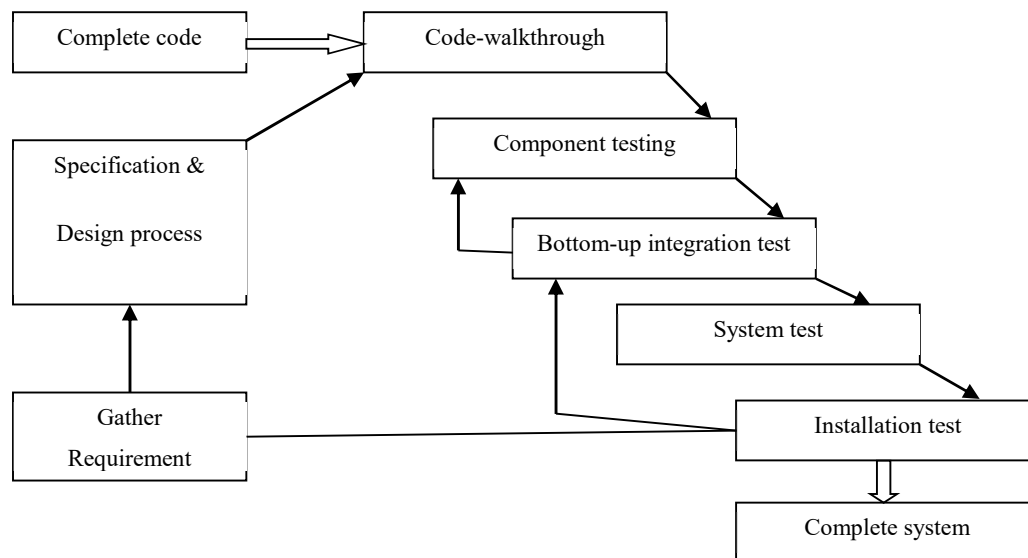 Complete code
Code-walkthrough
Component testing
Specification &
Design process
Bottom-up integration test
System test
Gather
Requirement
Installation test
Complete system